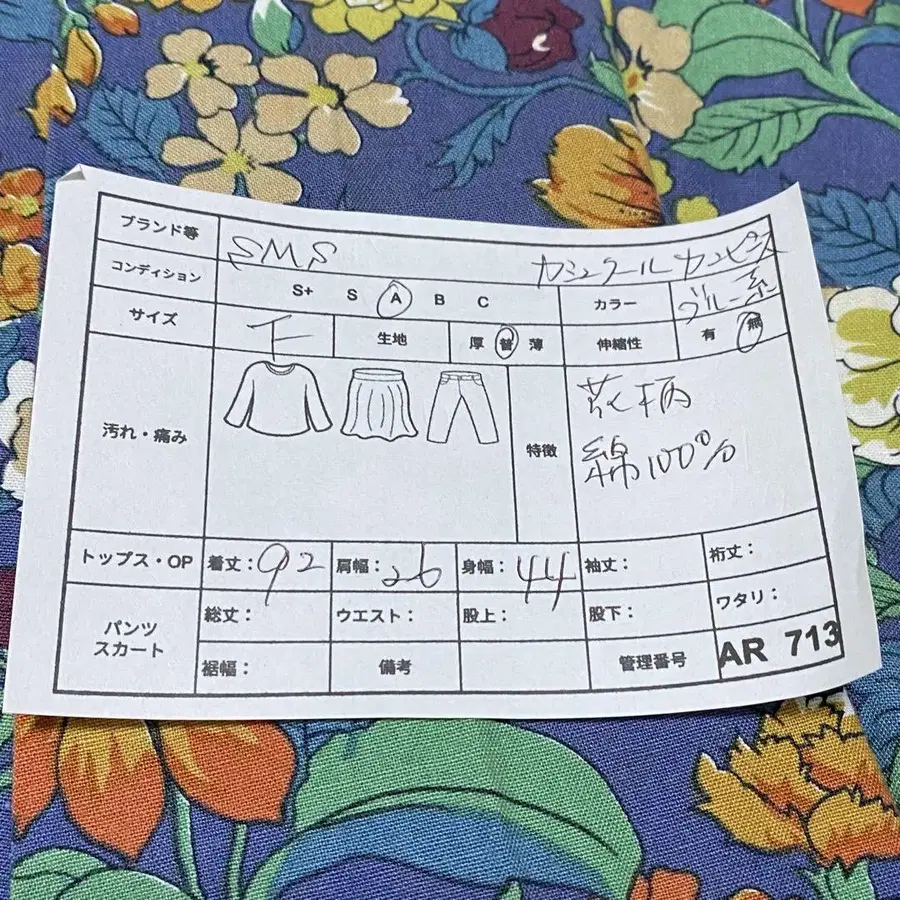 ブランド等 SMS カシュクールワンピース
コンディション S+ S A B C カラー ブルー系
サイズ F 生地 厚 普 薄 伸縮性 有 無
汚れ・痛み 特徴 花柄
綿100%
トップス・OP 着丈：92 肩幅：26 身幅：44 袖丈： 裄丈：
パンツ スカート 総丈： ウエスト： 股上： 股下： ワタリ：
裾幅： 備考 管理番号 AR 713